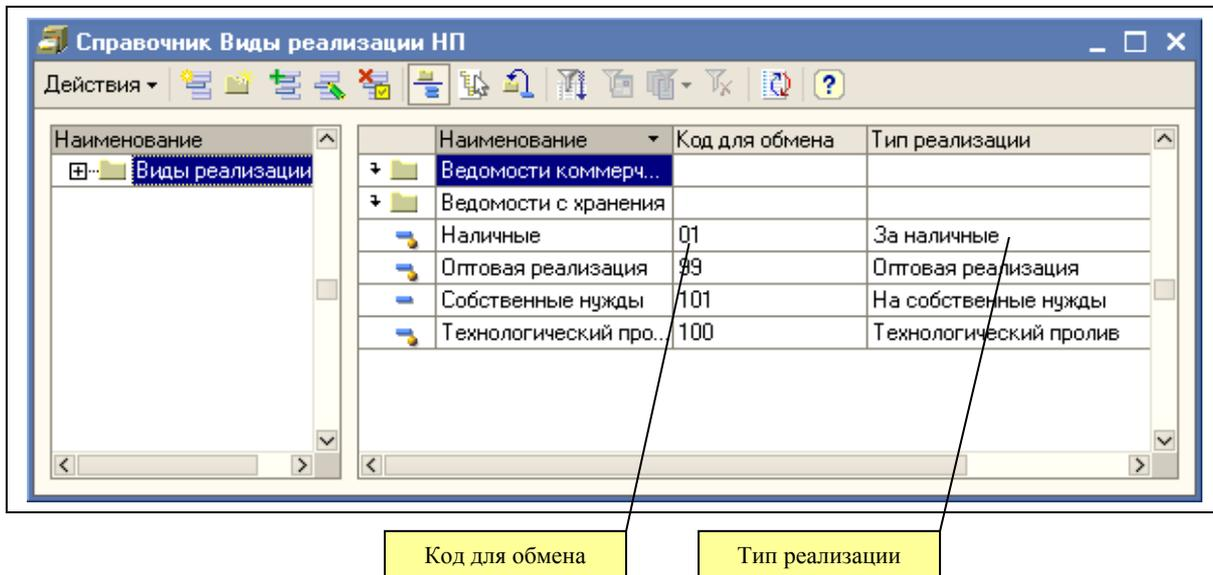 Справочник Виды реализации НП
Действия
Наименование
Виды реализации
Наименование Код для обмена Тип реализации
Ведомости коммерч...
Ведомости с хранения
Наличные 01 За наличные
Оптовая реализация 99 Оптовая реализация
Собственные нужды 101 На собственные нужды
Технологический про... 100 Технологический пролив
Код для обмена Тип реализации